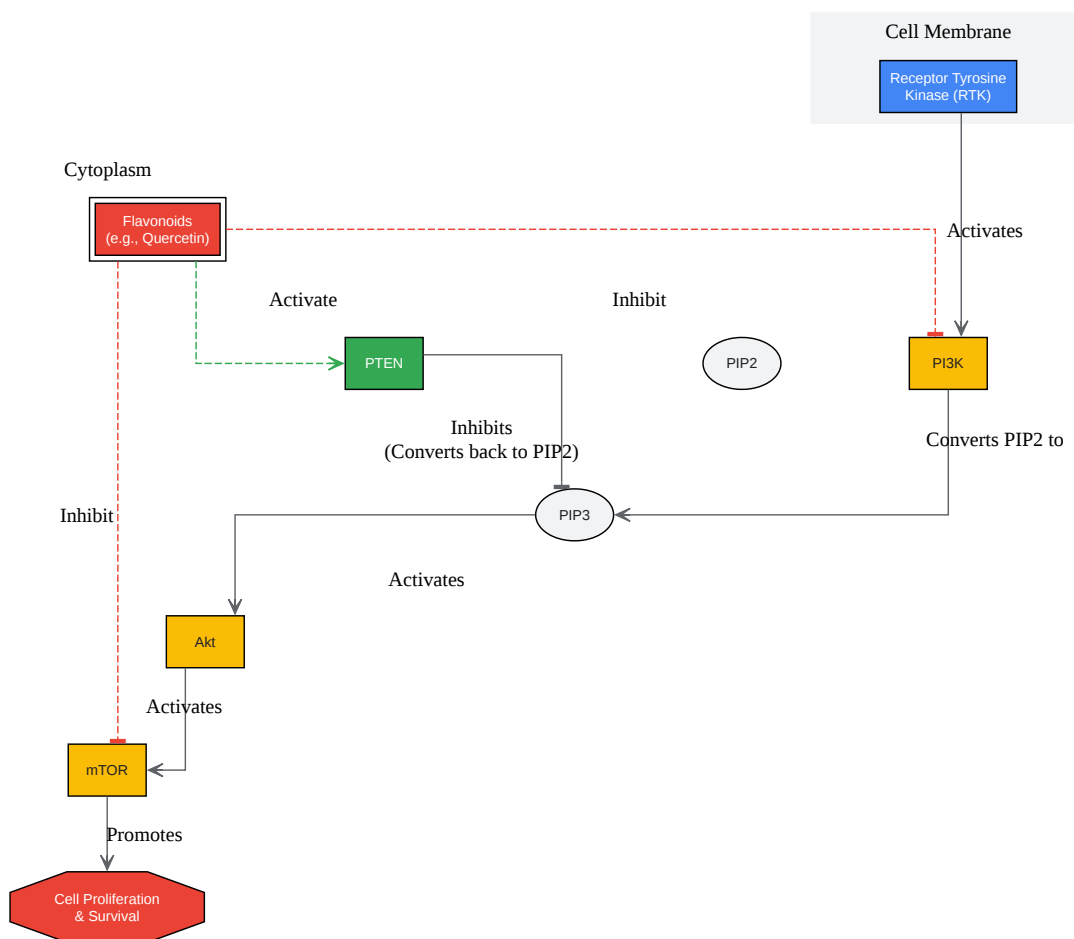 Cell Membrane
Receptor Tyrosine
Kinase (RTK)
Cytoplasm
Flavonoids
(e.g., Quercetin)
Activates
Activate
Inhibit
PTEN
PIP2
PI3K
Inhibits
(Converts back to PIP2)
Converts PIP2 to
Inhibit
PIP3
Activates
Akt
Activates
mTOR
Promotes
Cell Proliferation
& Survival